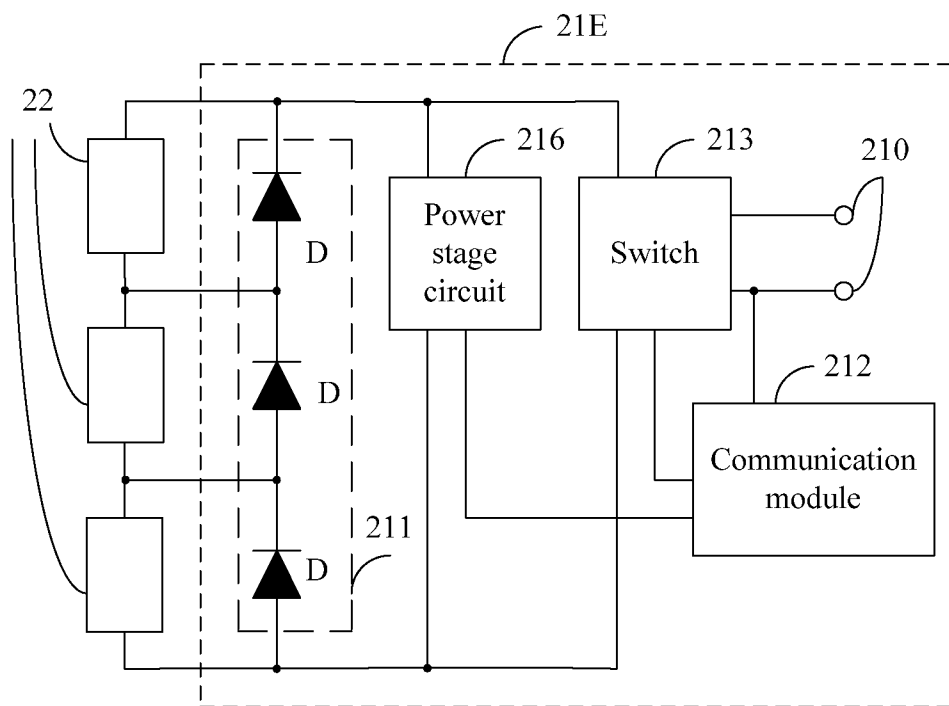 21E
22
216
213
210
Power
stage
circuit
Switch
D
D
212
Communication
module
211
D